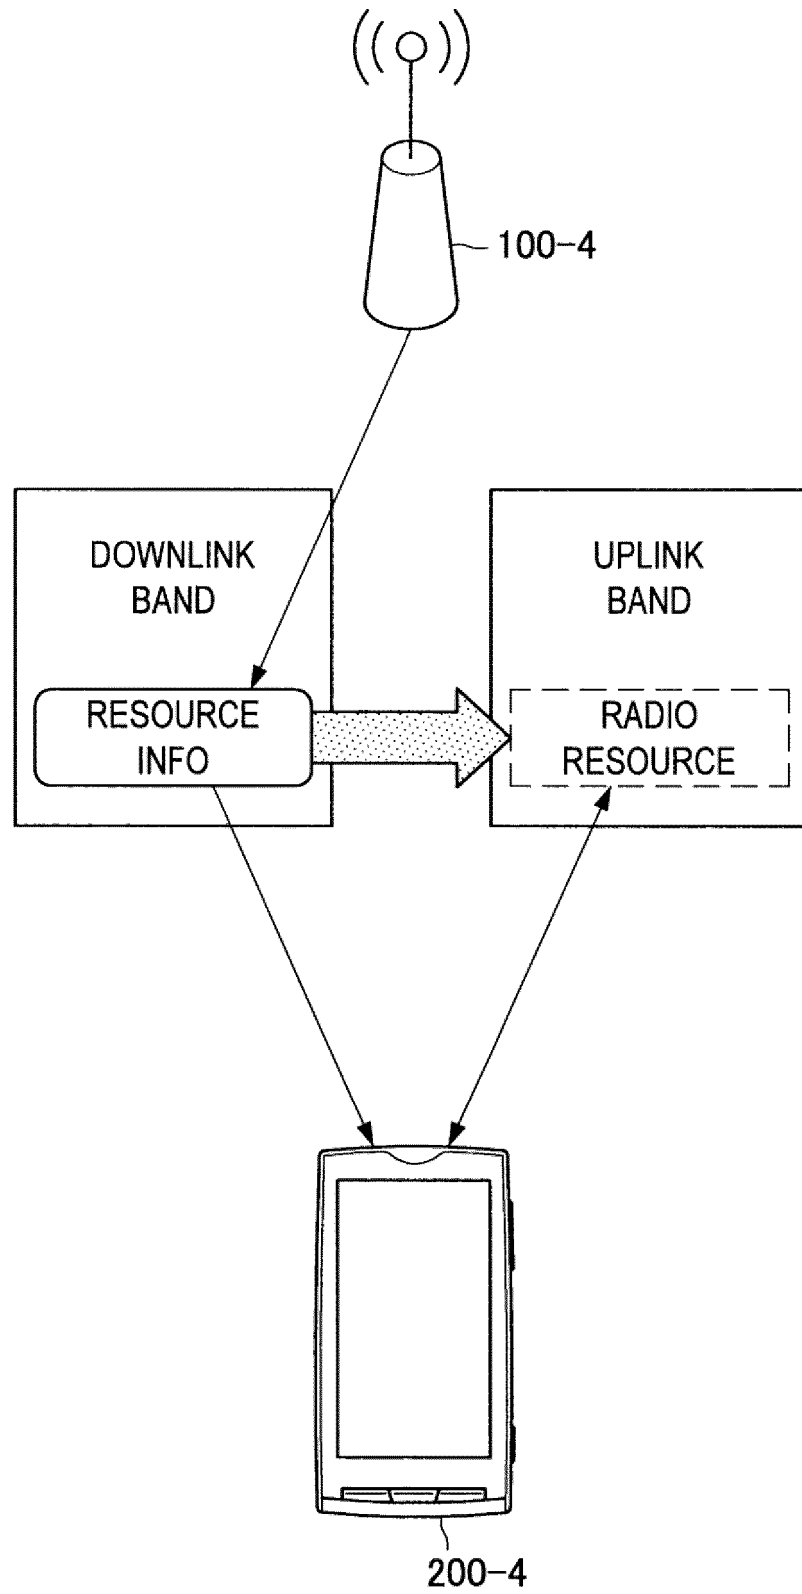 100-4
DOWNLINK
BAND
UPLINK
BAND
RESOURCE
INFO
RADIO
RESOURCE
200-4